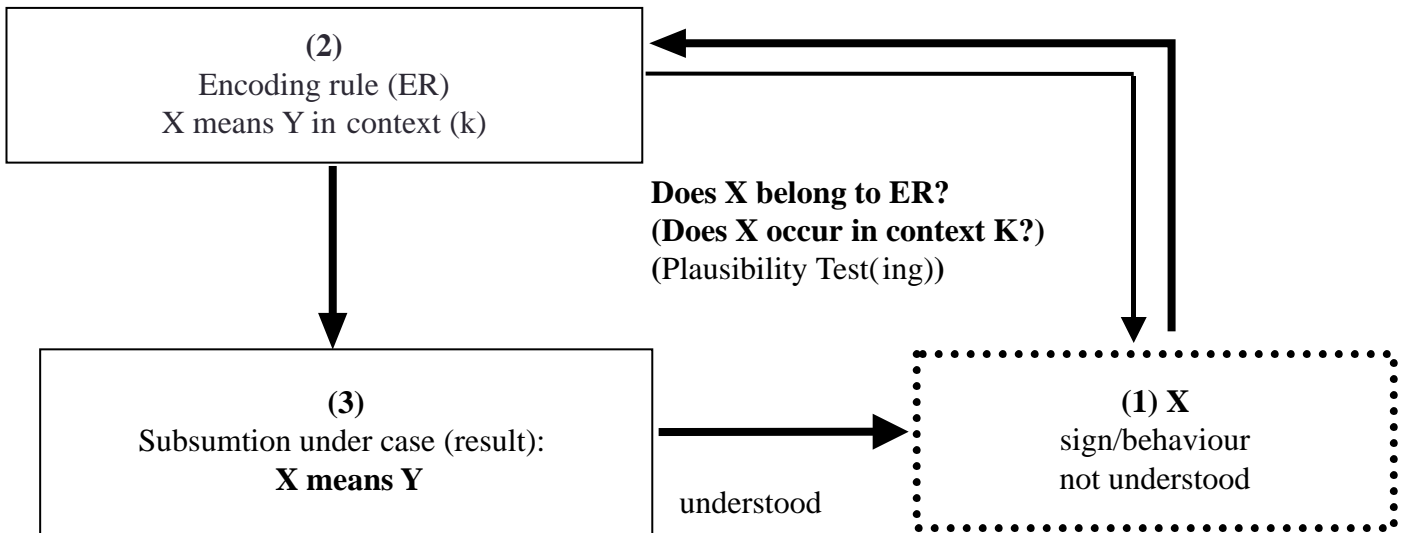 (2)
Encoding rule (ER)
X means Y in context (k)
Does X belong to ER?
(Does X occur in context K?)
(Plausibility Test(ing))
(3)
Subsumtion under case (result):
X means Y
understood
(1) X
sign/behaviour
not understood